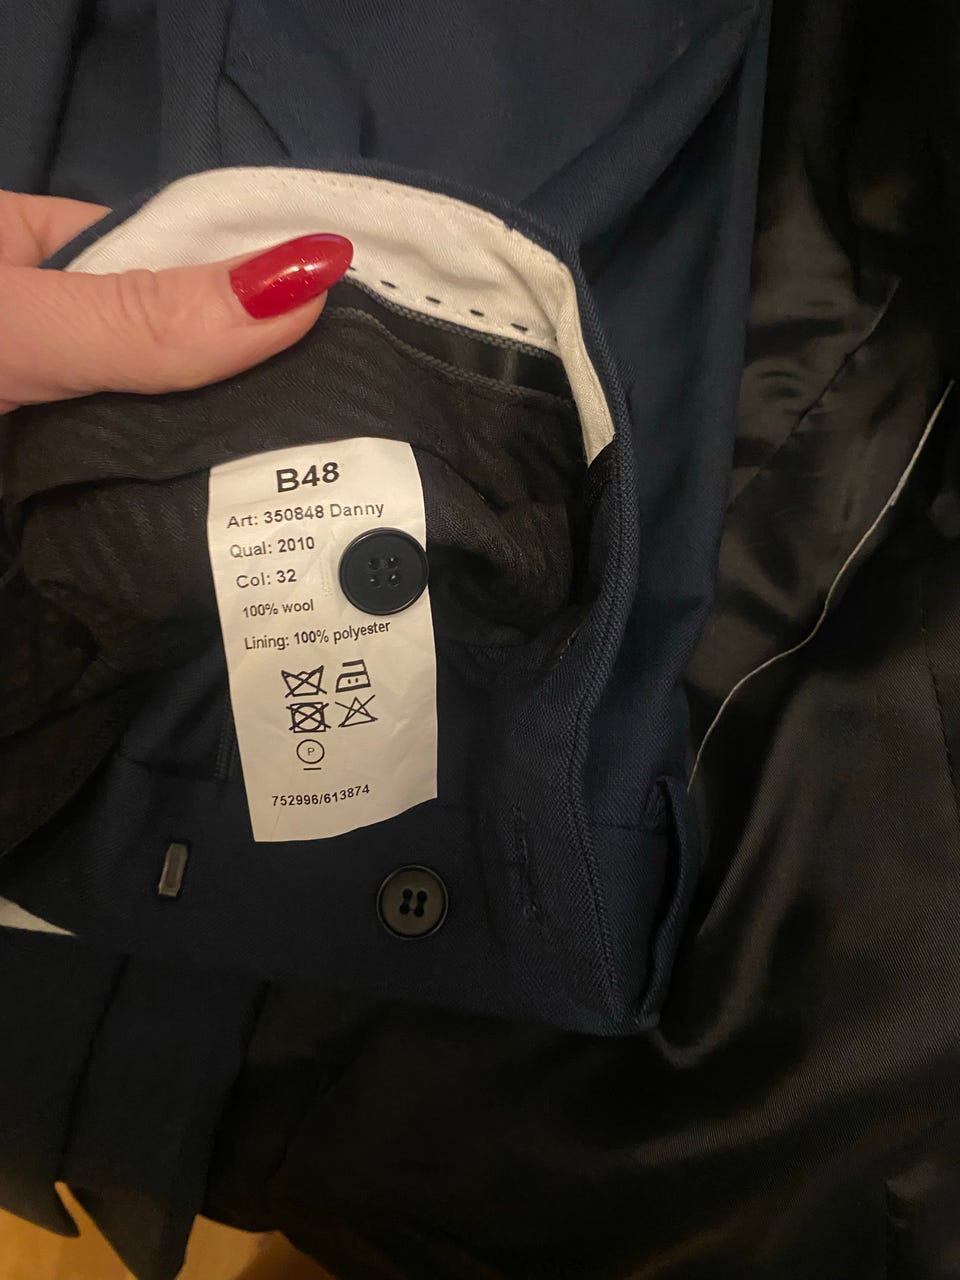 B48
Art: 350848 Danny
Qual: 2010
Col: 32
100% wool
Lining: 100% polyester
P
752996/613874